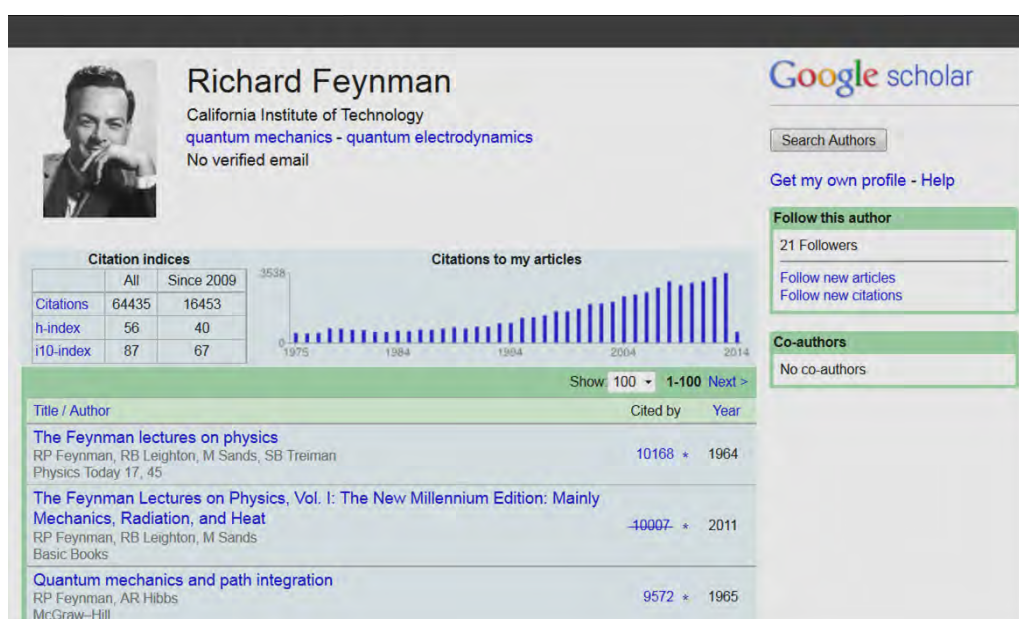 Richard Feynman
California Institute of Technology
quantum mechanics - quantum electrodynamics
No verified email
Google scholar
Search Authors
Get my own profile - Help
Follow this author
21 Followers
Follow new articles
Follow new citations
Co-authors
No co-authors
Citation indices
All Since 2009
Citations 64435 16453
h-index 56 40
i10-index 87 67
Citations to my articles
3538
0
1975 1984 1994 2004 2014
Show: 100 1-100 Next >
Title / Author Cited by Year
The Feynman lectures on physics
RP Feynman, RB Leighton, M Sands, SB Treiman
Physics Today 17, 45
10168 * 1964
The Feynman Lectures on Physics, Vol. I: The New Millennium Edition: Mainly
Mechanics, Radiation, and Heat
RP Feynman, RB Leighton, M Sands
Basic Books
10007 * 2011
Quantum mechanics and path integration
RP Feynman, AR Hibbs
McGraw–Hill
9572 * 1965